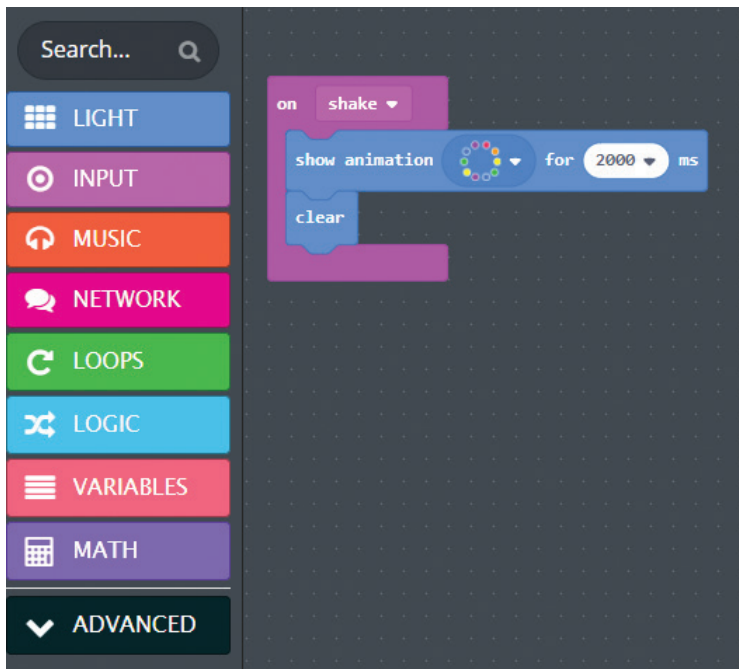 Search...
LIGHT
INPUT
MUSIC
NETWORK
LOOPS
LOGIC
VARIABLES
MATH
ADVANCED
on shake
show animation for 2000 ms
clear